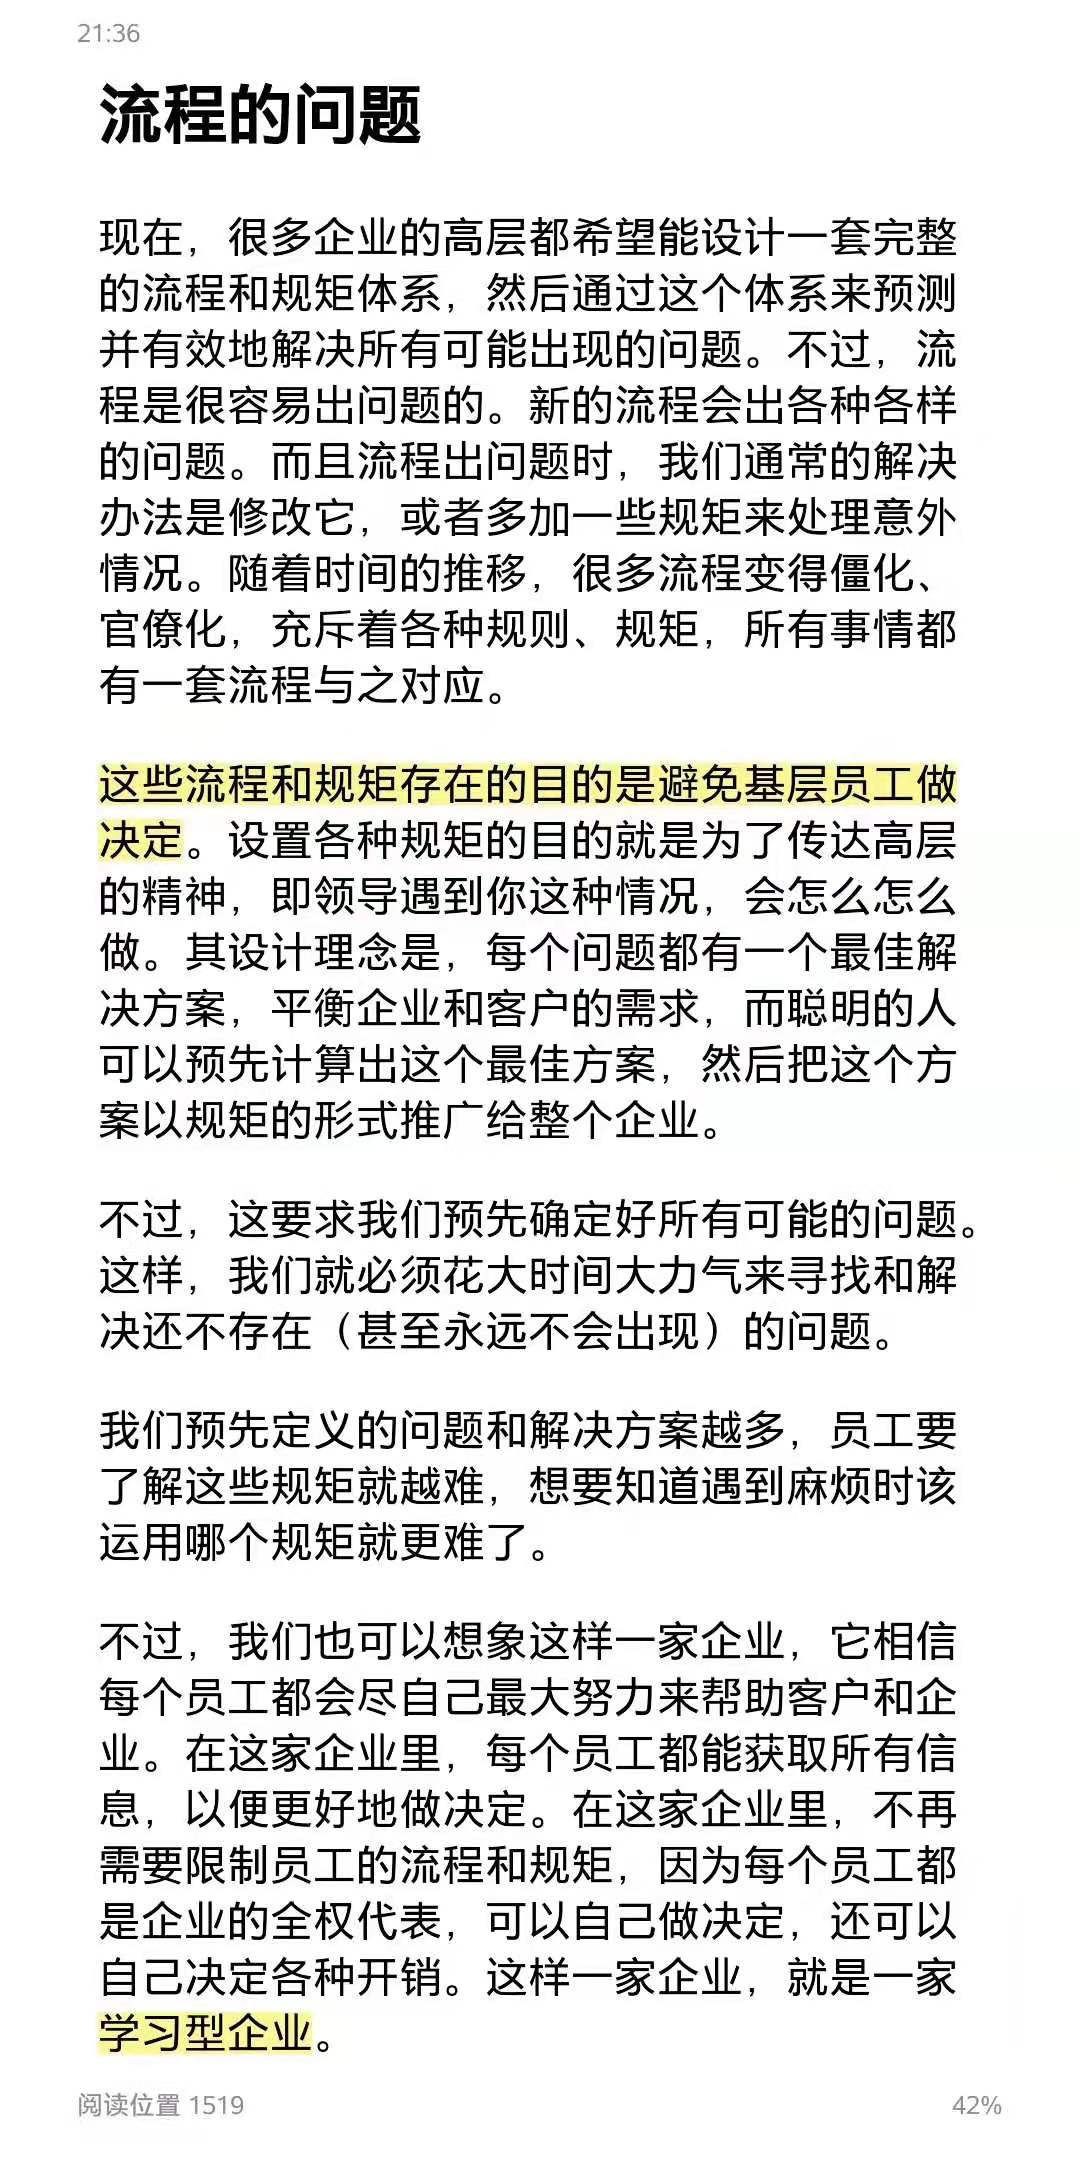 21:36
流程的问题
现在，很多企业的高层都希望能设计一套完整
的流程和规矩体系，然后通过这个体系来预测
并有效地解决所有可能出现的问题。不过，流
程是很容易出问题的。新的流程会出各种各样
的问题。而且流程出问题时，我们通常的解决
办法是修改它，或者多加一些规矩来处理意外
情况。随着时间的推移，很多流程变得僵化、
官僚化，充斥着各种规则、规矩，所有事情都
有一套流程与之对应。
这些流程和规矩存在的目的是避免基层员工做
决定。设置各种规矩的目的就是为了传达高层
的精神，即领导遇到你这种情况，会怎么怎么
做。其设计理念是，每个问题都有一个最佳解
决方案，平衡企业和客户的需求，而聪明的人
可以预先计算出这个最佳方案，然后把这个方
案以规矩的形式推广给整个企业。
不过，这要求我们预先确定好所有可能的问题。
这样，我们就必须花大时间大力气来寻找和解
决还不存在（甚至永远不会出现）的问题。
我们预先定义的问题和解决方案越多，员工要
了解这些规矩就越难，想要知道遇到麻烦时该
运用哪个规矩就更难了。
不过，我们也可以想象这样一家企业，它相信
每个员工都会尽自己最大努力来帮助客户和企
业。在这家企业里，每个员工都能获取所有信
息，以便更好地做决定。在这家企业里，不再
需要限制员工的流程和规矩，因为每个员工都
是企业的全权代表，可以自己做决定，还可以
自己决定各种开销。这样一家企业，就是一家
学习型企业。
阅读位置 1519
42%